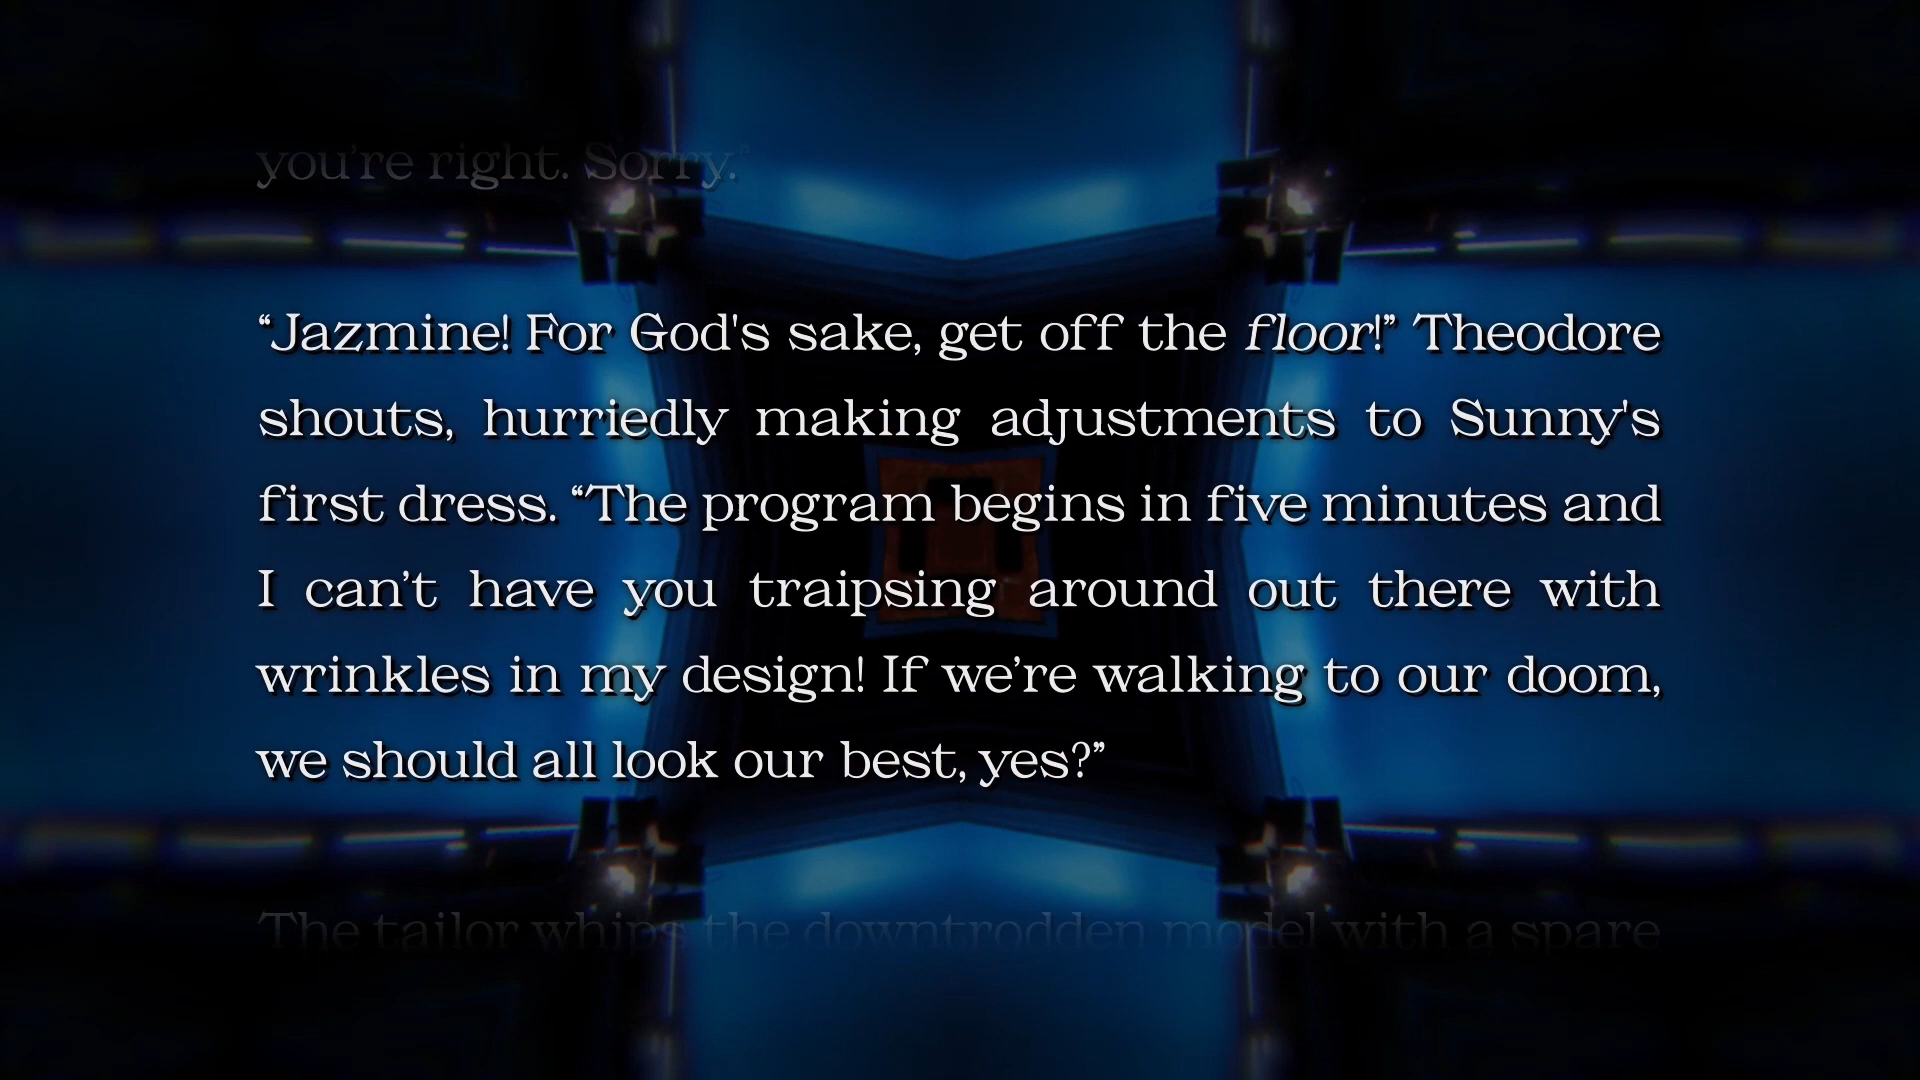 you’re right. Sorry.”
“Jazmine! For God's sake, get off the floor!” Theodore
shouts, hurriedly making adjustments to Sunny's
first dress. “The program begins in five minutes and
I can’t have you traipsing around out there with
wrinkles in my design! If we’re walking to our doom,
we should all look our best, yes?”
The tailor whips the downtrodden model with a spare